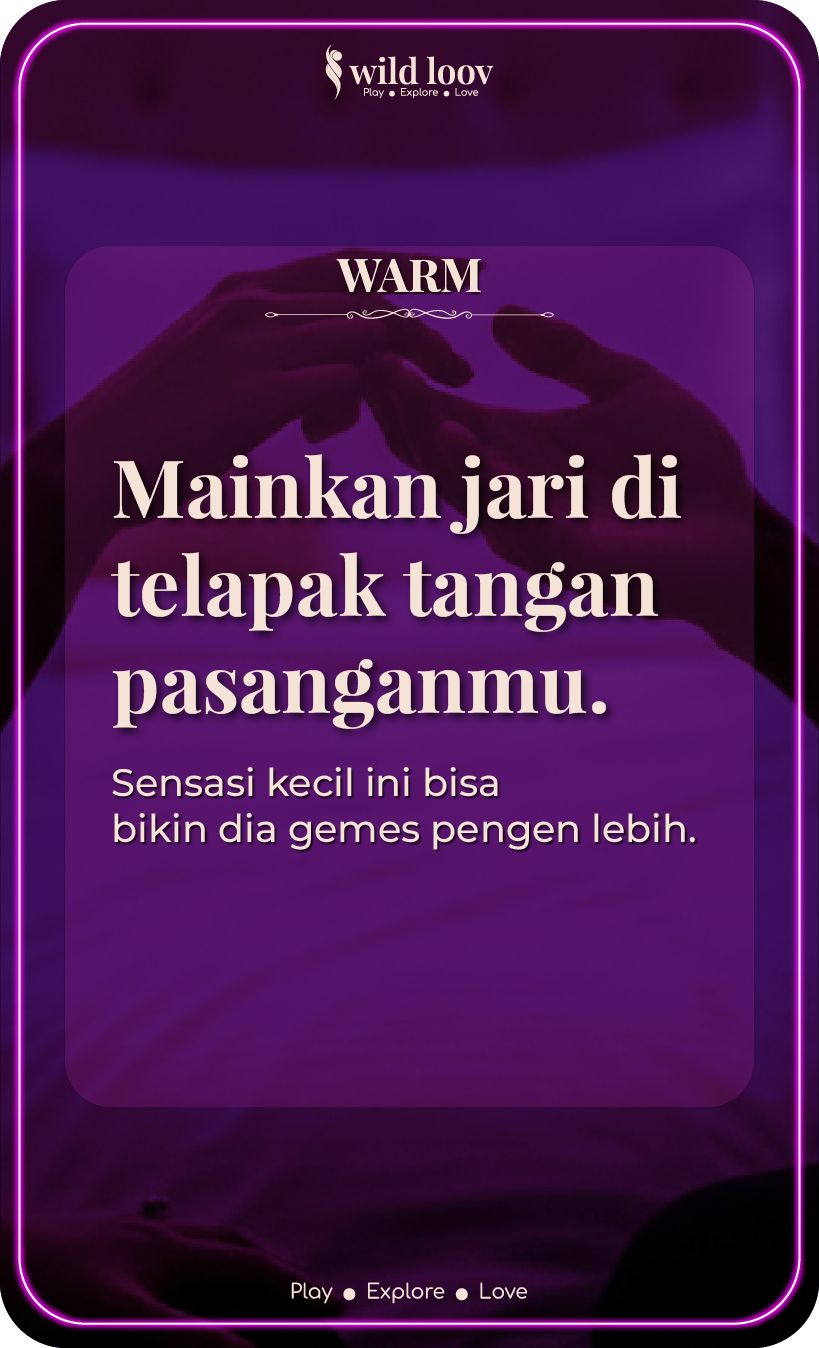 wild loov
Play • Explore • Love
WARM
Mainkan jari di
telapak tangan
pasanganmu.
Sensasi kecil ini bisa
bikin dia gemes pengen lebih.
Play • Explore • Love